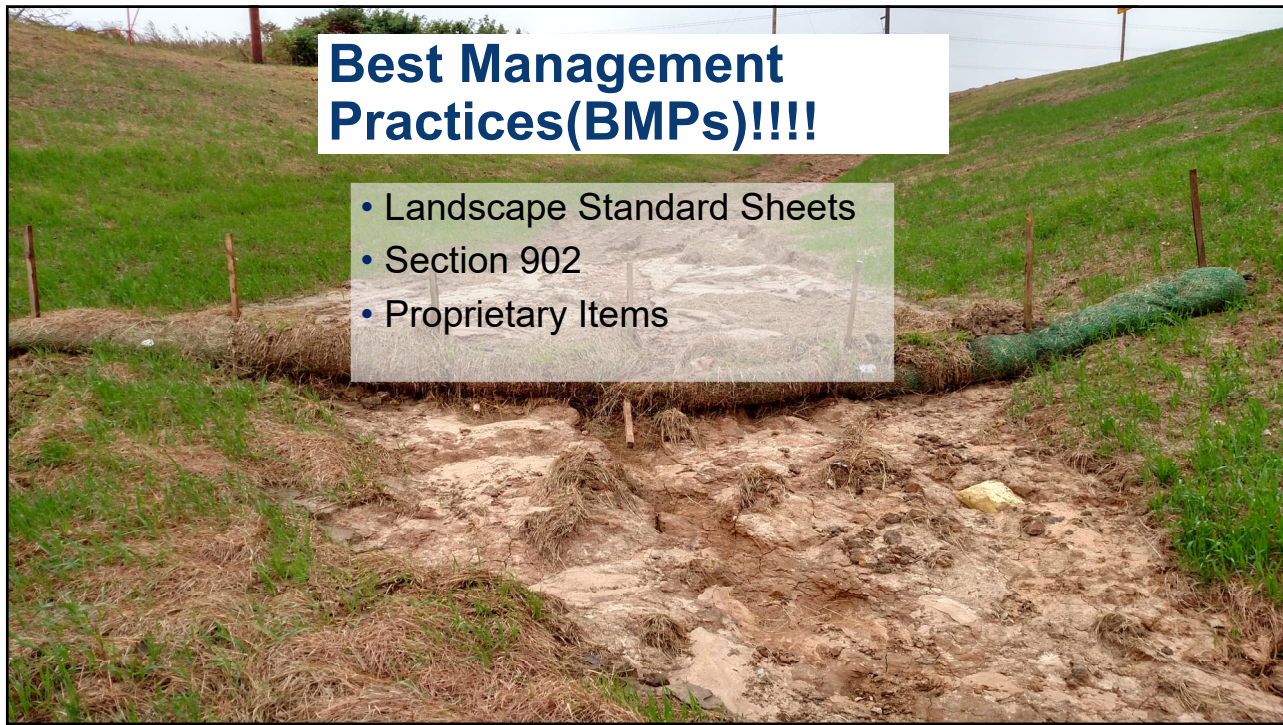 Best Management
Practices(BMPs)!!!!
• Landscape Standard Sheets
• Section 902
• Proprietary Items